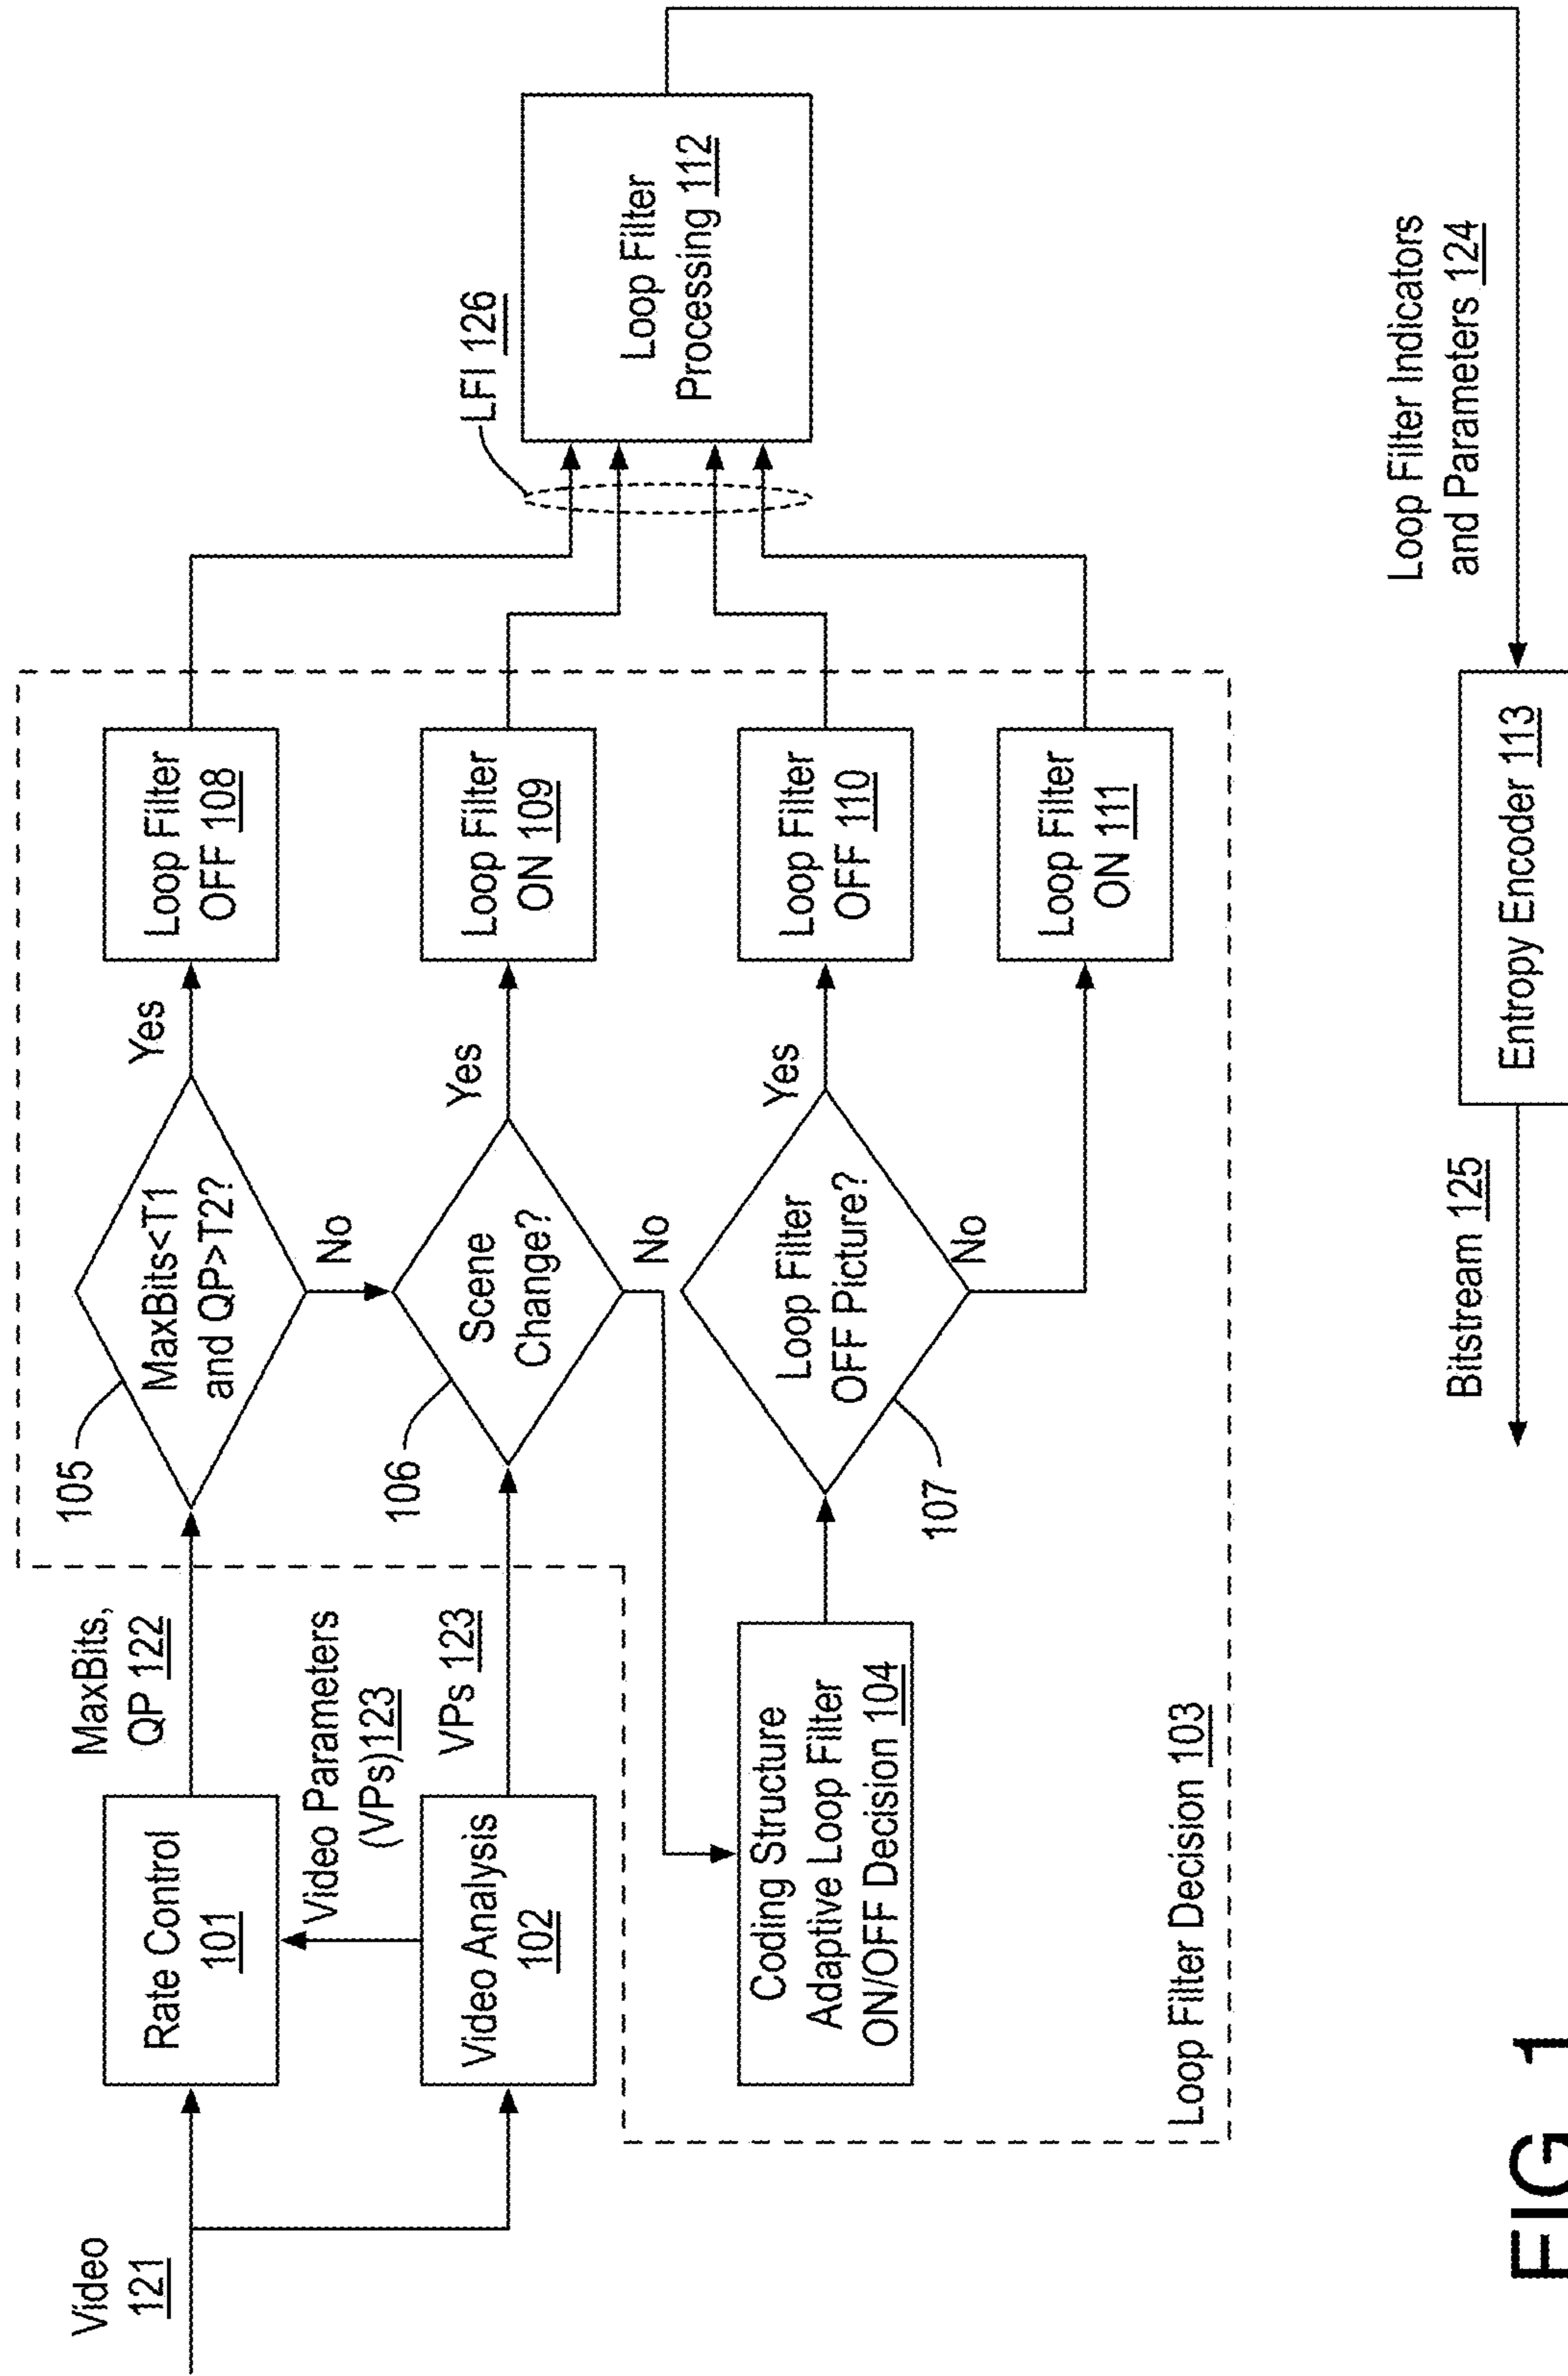 Video
121
Rate Control
101
MaxBits,
QP 122
105
MaxBits<T1
and QP>T2?
Yes
Loop Filter
OFF 108
No
Video Parameters
(VPs)123
Video Analysis
102
VPs 123
106
Scene
Change?
Yes
Loop Filter
ON 109
No
LFI 126
Loop Filter
Processing 112
Coding Structure
Adaptive Loop Filter
ON/OFF Decision 104
107
Loop Filter
OFF Picture?
Yes
Loop Filter
OFF 110
No
Loop Filter
ON 111
Loop Filter Decision 103
Loop Filter Indicators
and Parameters 124
Bitstream 125
Entropy Encoder 113
FIG. 1